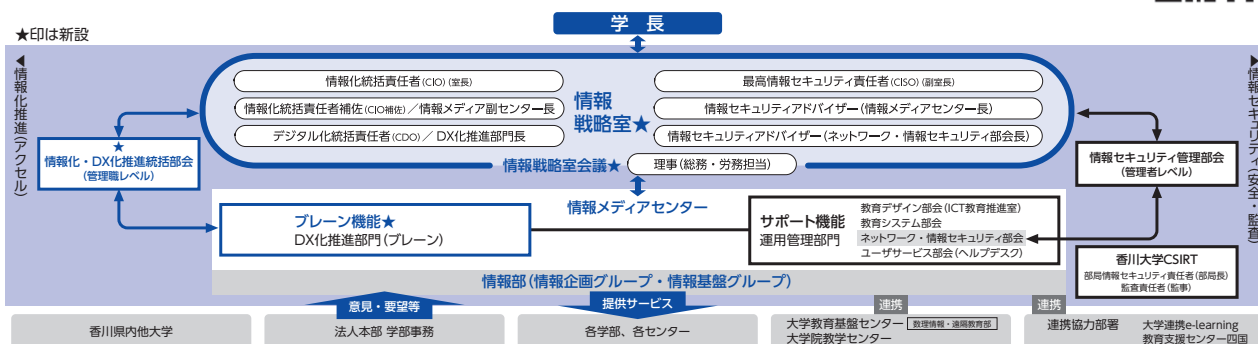 ★印は新設
学 長
◀情報化推進(アクセル)
▶情報セキュリティ(安全・監査)
情報化統括責任者(CIO)(室長)
最高情報セキュリティ責任者(CISO)(副室長)
情報化統括責任者補佐(CIO補佐)／情報メディア副センター長
情報セキュリティアドバイザー(情報メディアセンター長)
デジタル化統括責任者(CDO)／DX化推進部門長
情報セキュリティアドバイザー(ネットワーク・情報セキュリティ部会長)
情報
戦略室★
情報戦略室会議★
理事(総務・労務担当)
★
情報化・DX化推進統括部会
(管理職レベル)
情報セキュリティ管理部会
(管理者レベル)
情報メディアセンター
ブレーン機能★
DX化推進部門(ブレーン)
サポート機能
運用管理部門
教育デザイン部会(ICT教育推進室)
教育システム部会
ネットワーク・情報セキュリティ部会
ユーザサービス部会(ヘルプデスク)
香川大学CSIRT
部局情報セキュリティ責任者(部局長)
監査責任者(監事)
情報部(情報企画グループ・情報基盤グループ)
意見・要望等
提供サービス
連携
連携
香川県内他大学
法人本部 学部事務
各学部、各センター
大学教育基盤センター 数理情報・遠隔教育部
大学院教学センター
連携協力部署
大学連携e-learning
教育支援センター四国